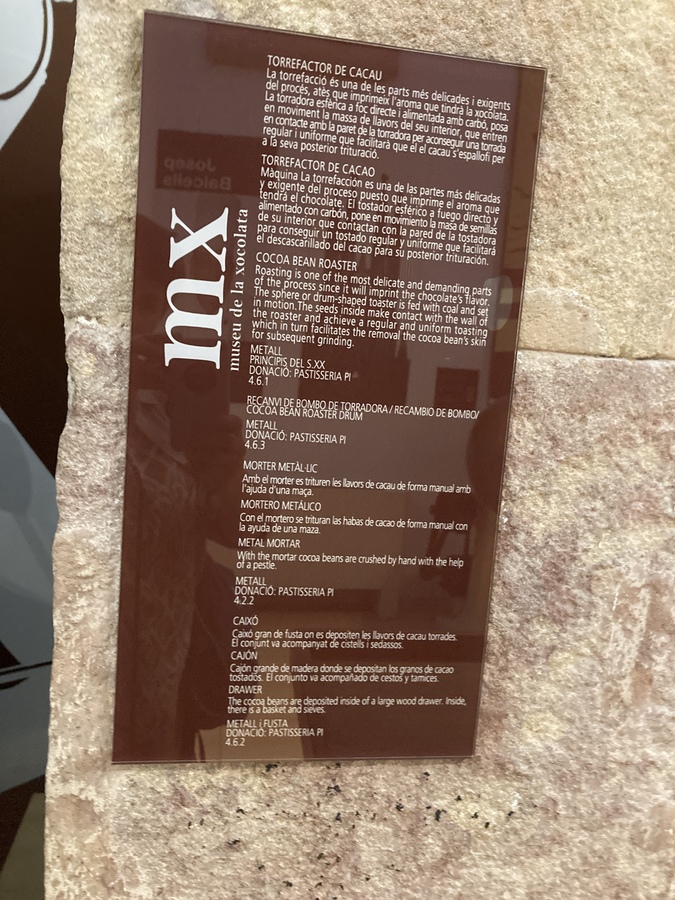 mx
museu de la xocolata
TORREFACTOR DE CACAU
La torrefacció és una de les parts més delicades i exigents
del procés, atès que imprimeix l'aroma que tindrà la xocolata.
La torradora esfèrica a foc directe i alimentada amb carbó, posa
en moviment la massa de llavors del seu interior, que entren
en contacte amb la paret de la torradora per aconseguir una torrada
regular i uniforme que facilitarà que el el cacau s'espallofi per
a la seva posterior trituració.
TORREFACTOR DE CACAO
Màquina La torrefacción es una de las partes más delicadas
y exigente del proceso puesto que imprime el aroma que
tendrá el chocolate. El tostador esférico a fuego directo y
alimentado con carbón, pone en movimiento la masa de semillas
de su interior que contactan con la pared de la tostadora
para conseguir un tostado regular y uniforme que facilitará
el descascarillado del cacao para su posterior trituración.
COCOA BEAN ROASTER
Roasting is one of the most delicate and demanding parts
of the process since it will imprint the chocolate's flavor.
The sphere or drum-shaped toaster is fed with coal and set
in motion.The seeds inside make contact with the wall of
the roaster and achieve a regular and uniform toasting
which in turn facilitates the removal the cocoa bean's skin
for subsequent grinding.
METALL
PRINCIPIS DEL S.XX
DONACIÓ: PASTISSERIA PI
4.6.1
RECANVI DE BOMBO DE TORRADORA / RECAMBIO DE BOMBO/
COCOA BEAN ROASTER DRUM
METALL
DONACIÓ: PASTISSERIA PI
4.6.3
MORTER METÀL·LIC
Amb el morter es trituren les llavors de cacau de forma manual amb
l'ajuda d'una maça.
MORTERO METÁLICO
Con el mortero se trituran las habas de cacao de forma manual con
la ayuda de una maza.
METAL MORTAR
With the mortar cocoa beans are crushed by hand with the help
of a pestle.
METALL
DONACIÓ: PASTISSERIA PI
4.2.2
CAIXÓ
Caixó gran de fusta on es depositen les llavors de cacau torrades.
El conjunt va acompanyat de cistells i sedassos.
CAJÓN
Cajón grande de madera donde se depositan los granos de cacao
tostados. El conjunto va acompañado de cestos y tamices.
DRAWER
The cocoa beans are deposited inside of a large wood drawer. Inside,
there is a basket and sieves.
METALL i FUSTA
DONACIÓ: PASTISSERIA PI
4.6.2
Josep
Balcells